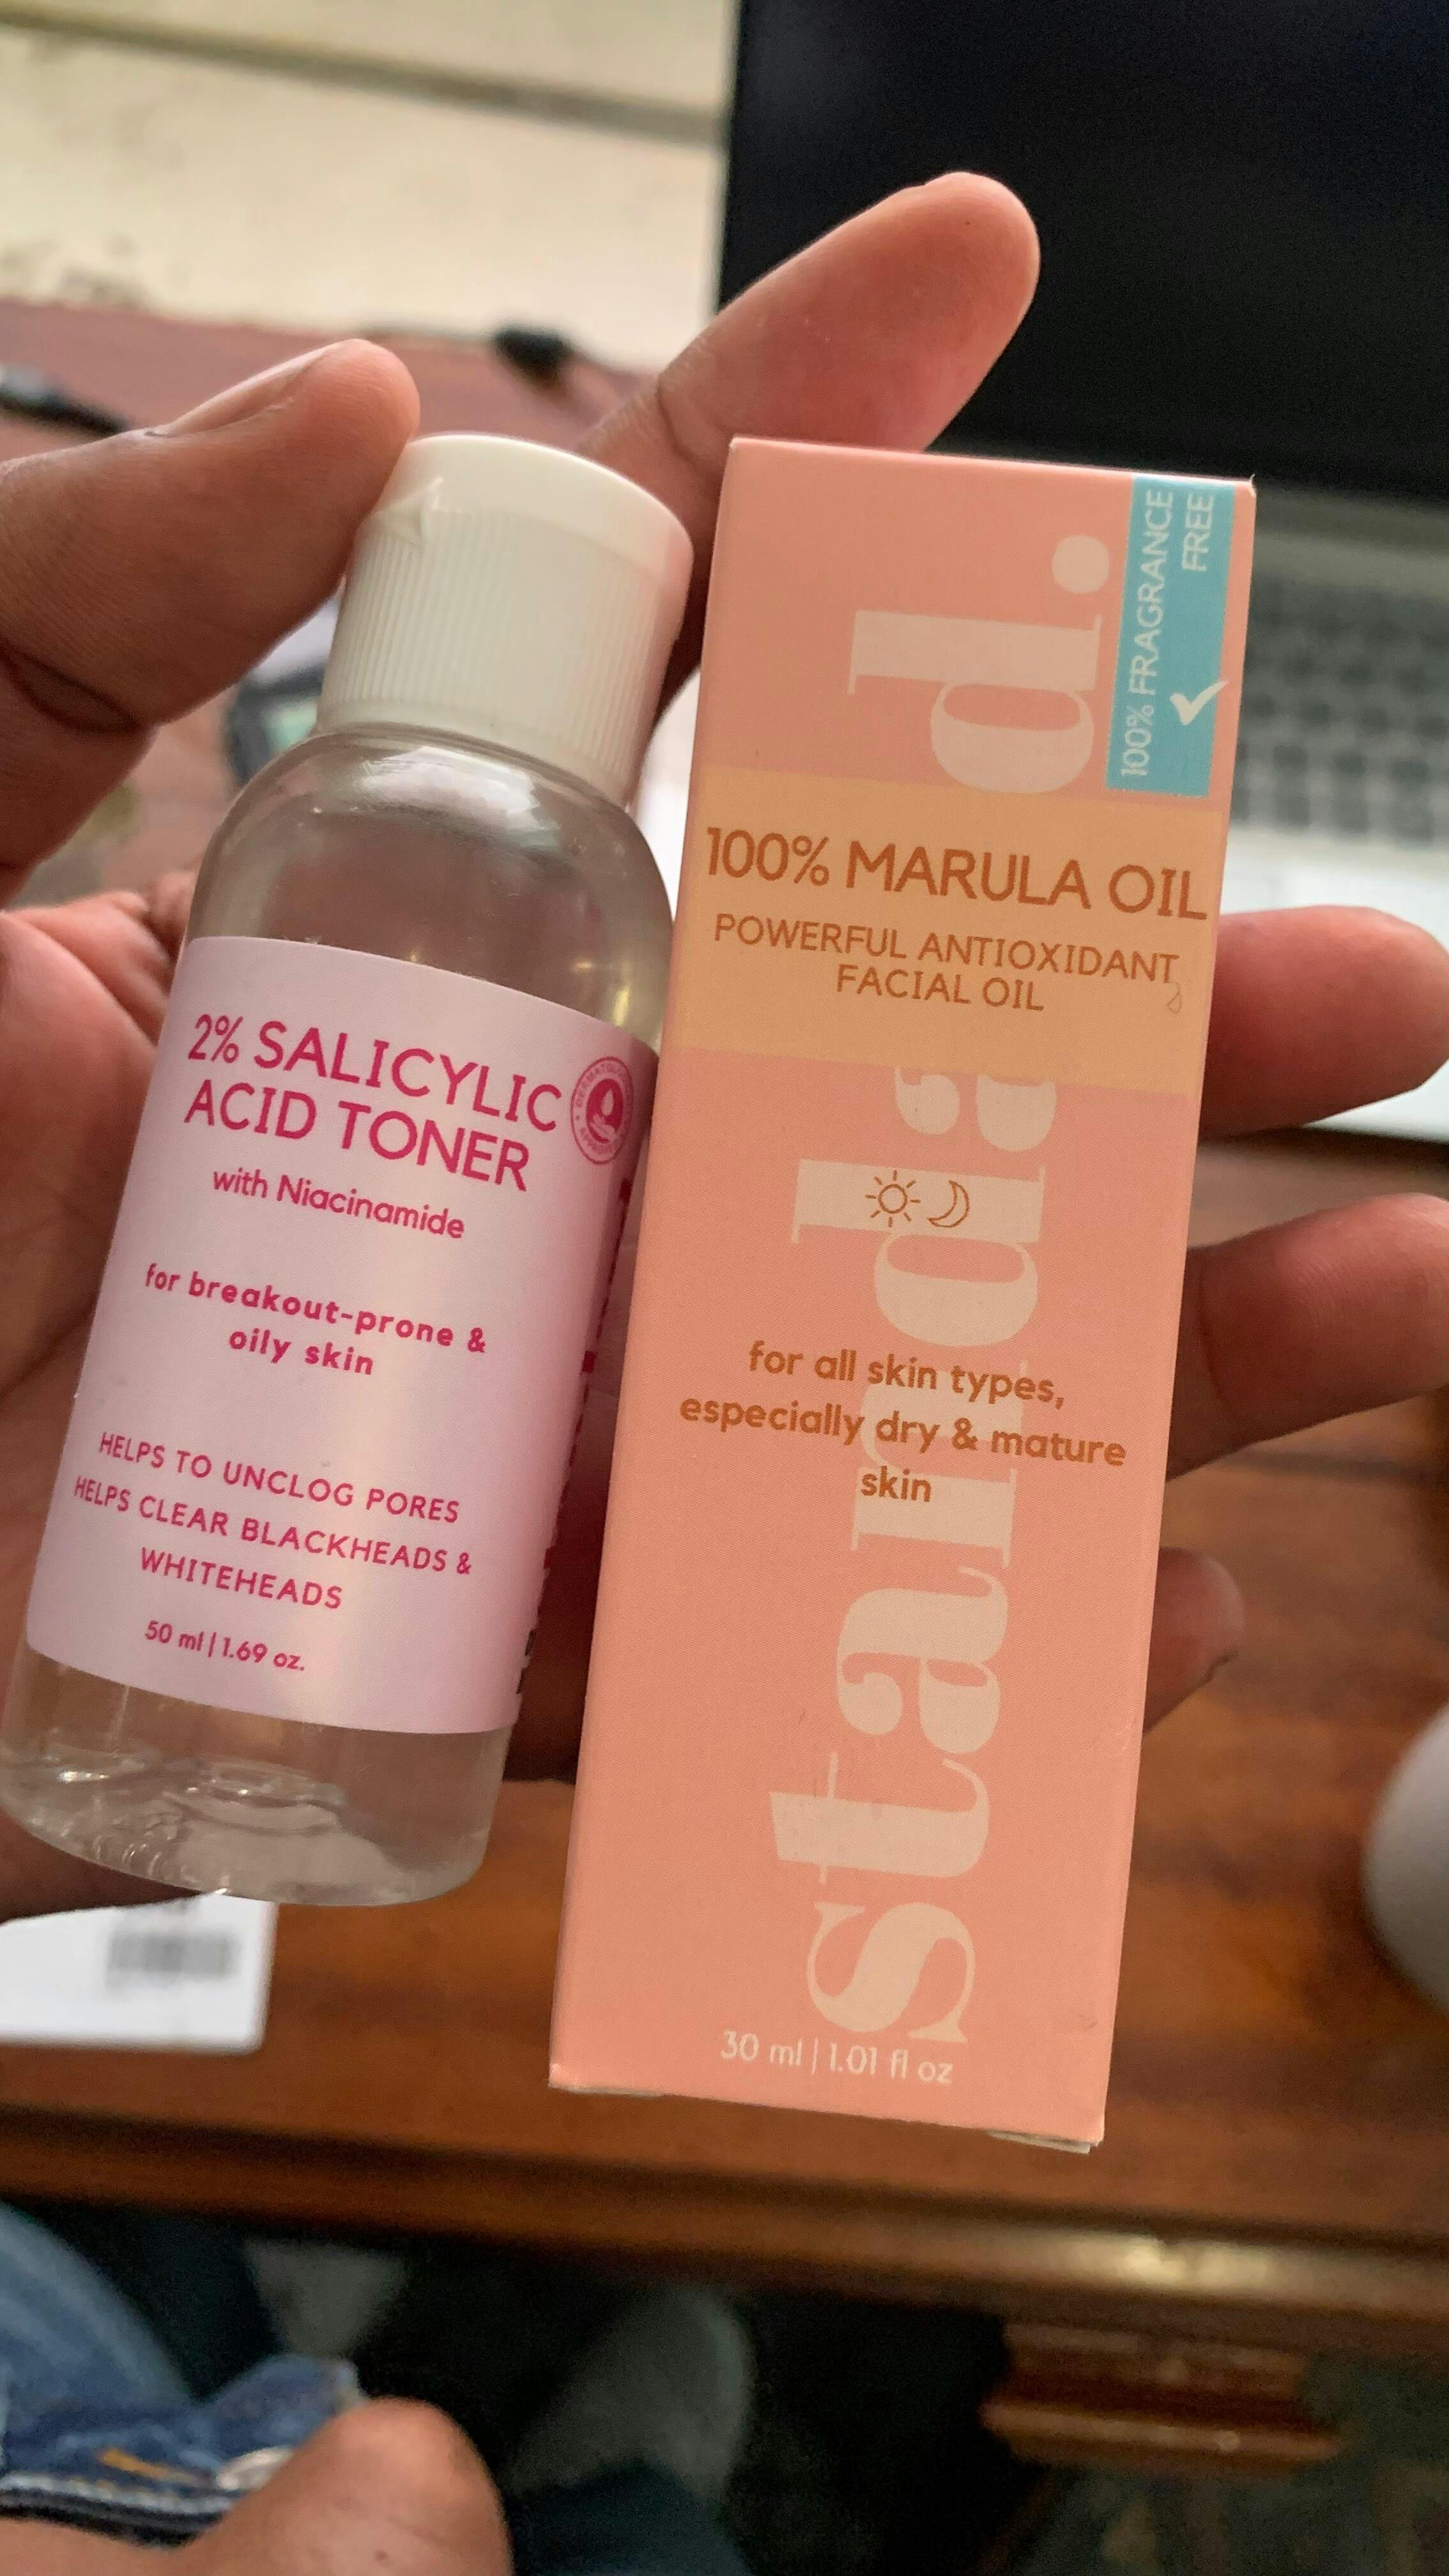 2% SALICYLIC
ACID TONER
with Niacinamide
for breakout-prone &
oily skin
HELPS TO UNCLOG PORES
HELPS CLEAR BLACKHEADS &
WHITEHEADS
50 ml | 1.69 oz.
100% FRAGRANCE
FREE
100% MARULA OIL
POWERFUL ANTIOXIDANT
FACIAL OIL
for all skin types,
especially dry & mature
skin
standard.
30 ml | 1.01 fl oz